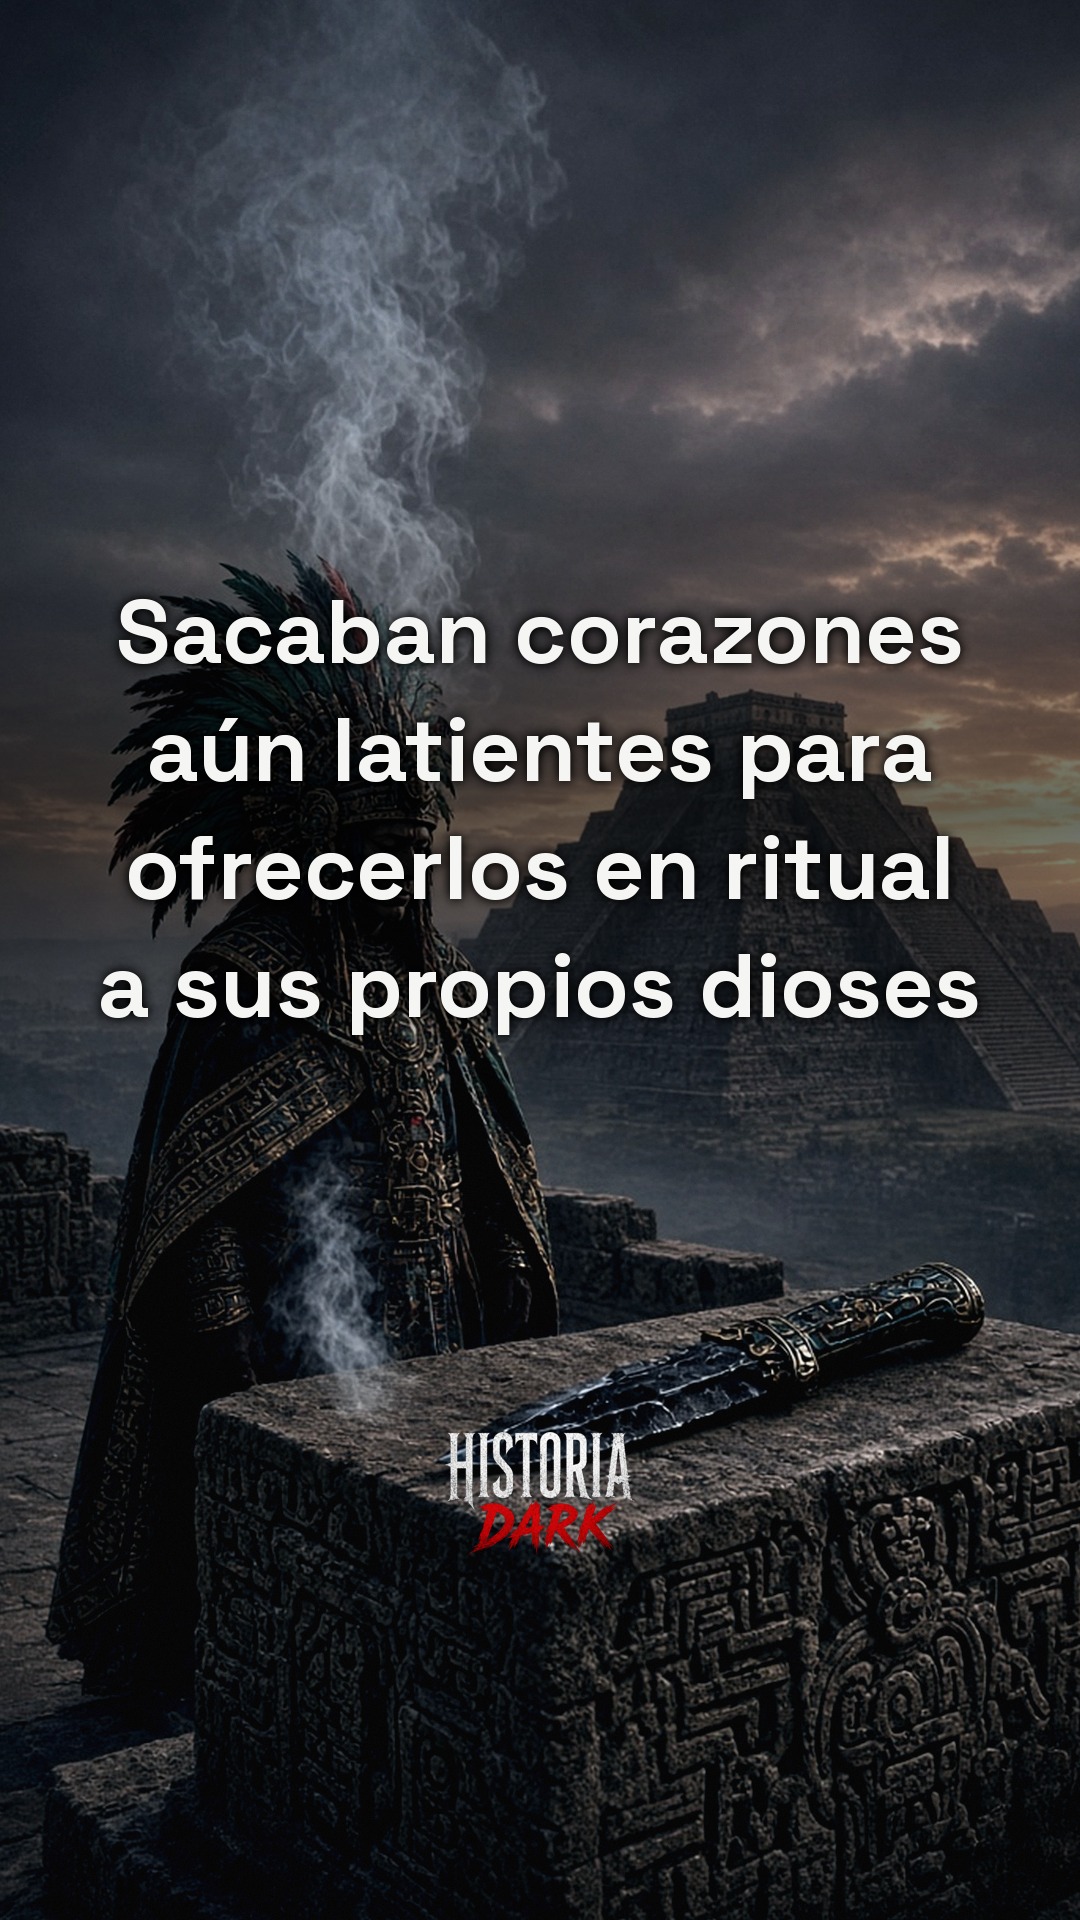 Sacaban corazones
aún latientes para
ofrecerlos en ritual
a sus propios dioses
HISTORIA
DARK